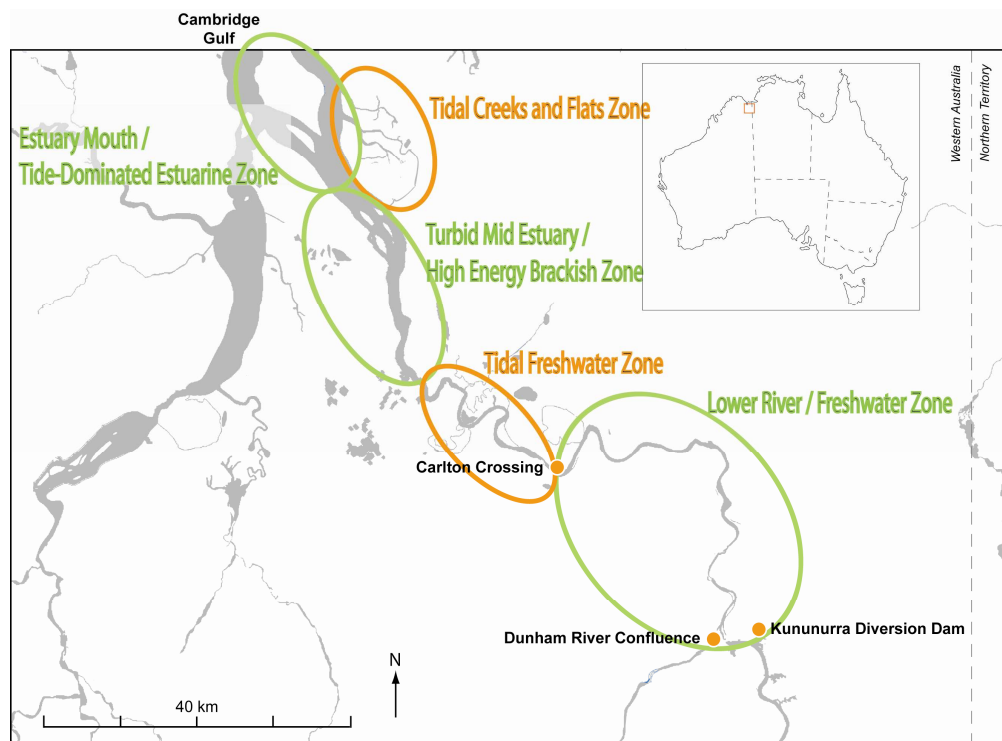 Cambridge
Gulf
Tidal Creeks and Flats Zone
Estuary Mouth /
Tide-Dominated Estuarine Zone
Western Australia
Northern Territory
Turbid Mid Estuary /
High Energy Brackish Zone
Tidal Freshwater Zone
Lower River / Freshwater Zone
Carlton Crossing
Dunham River Confluence
Kununurra Diversion Dam
N
40 km